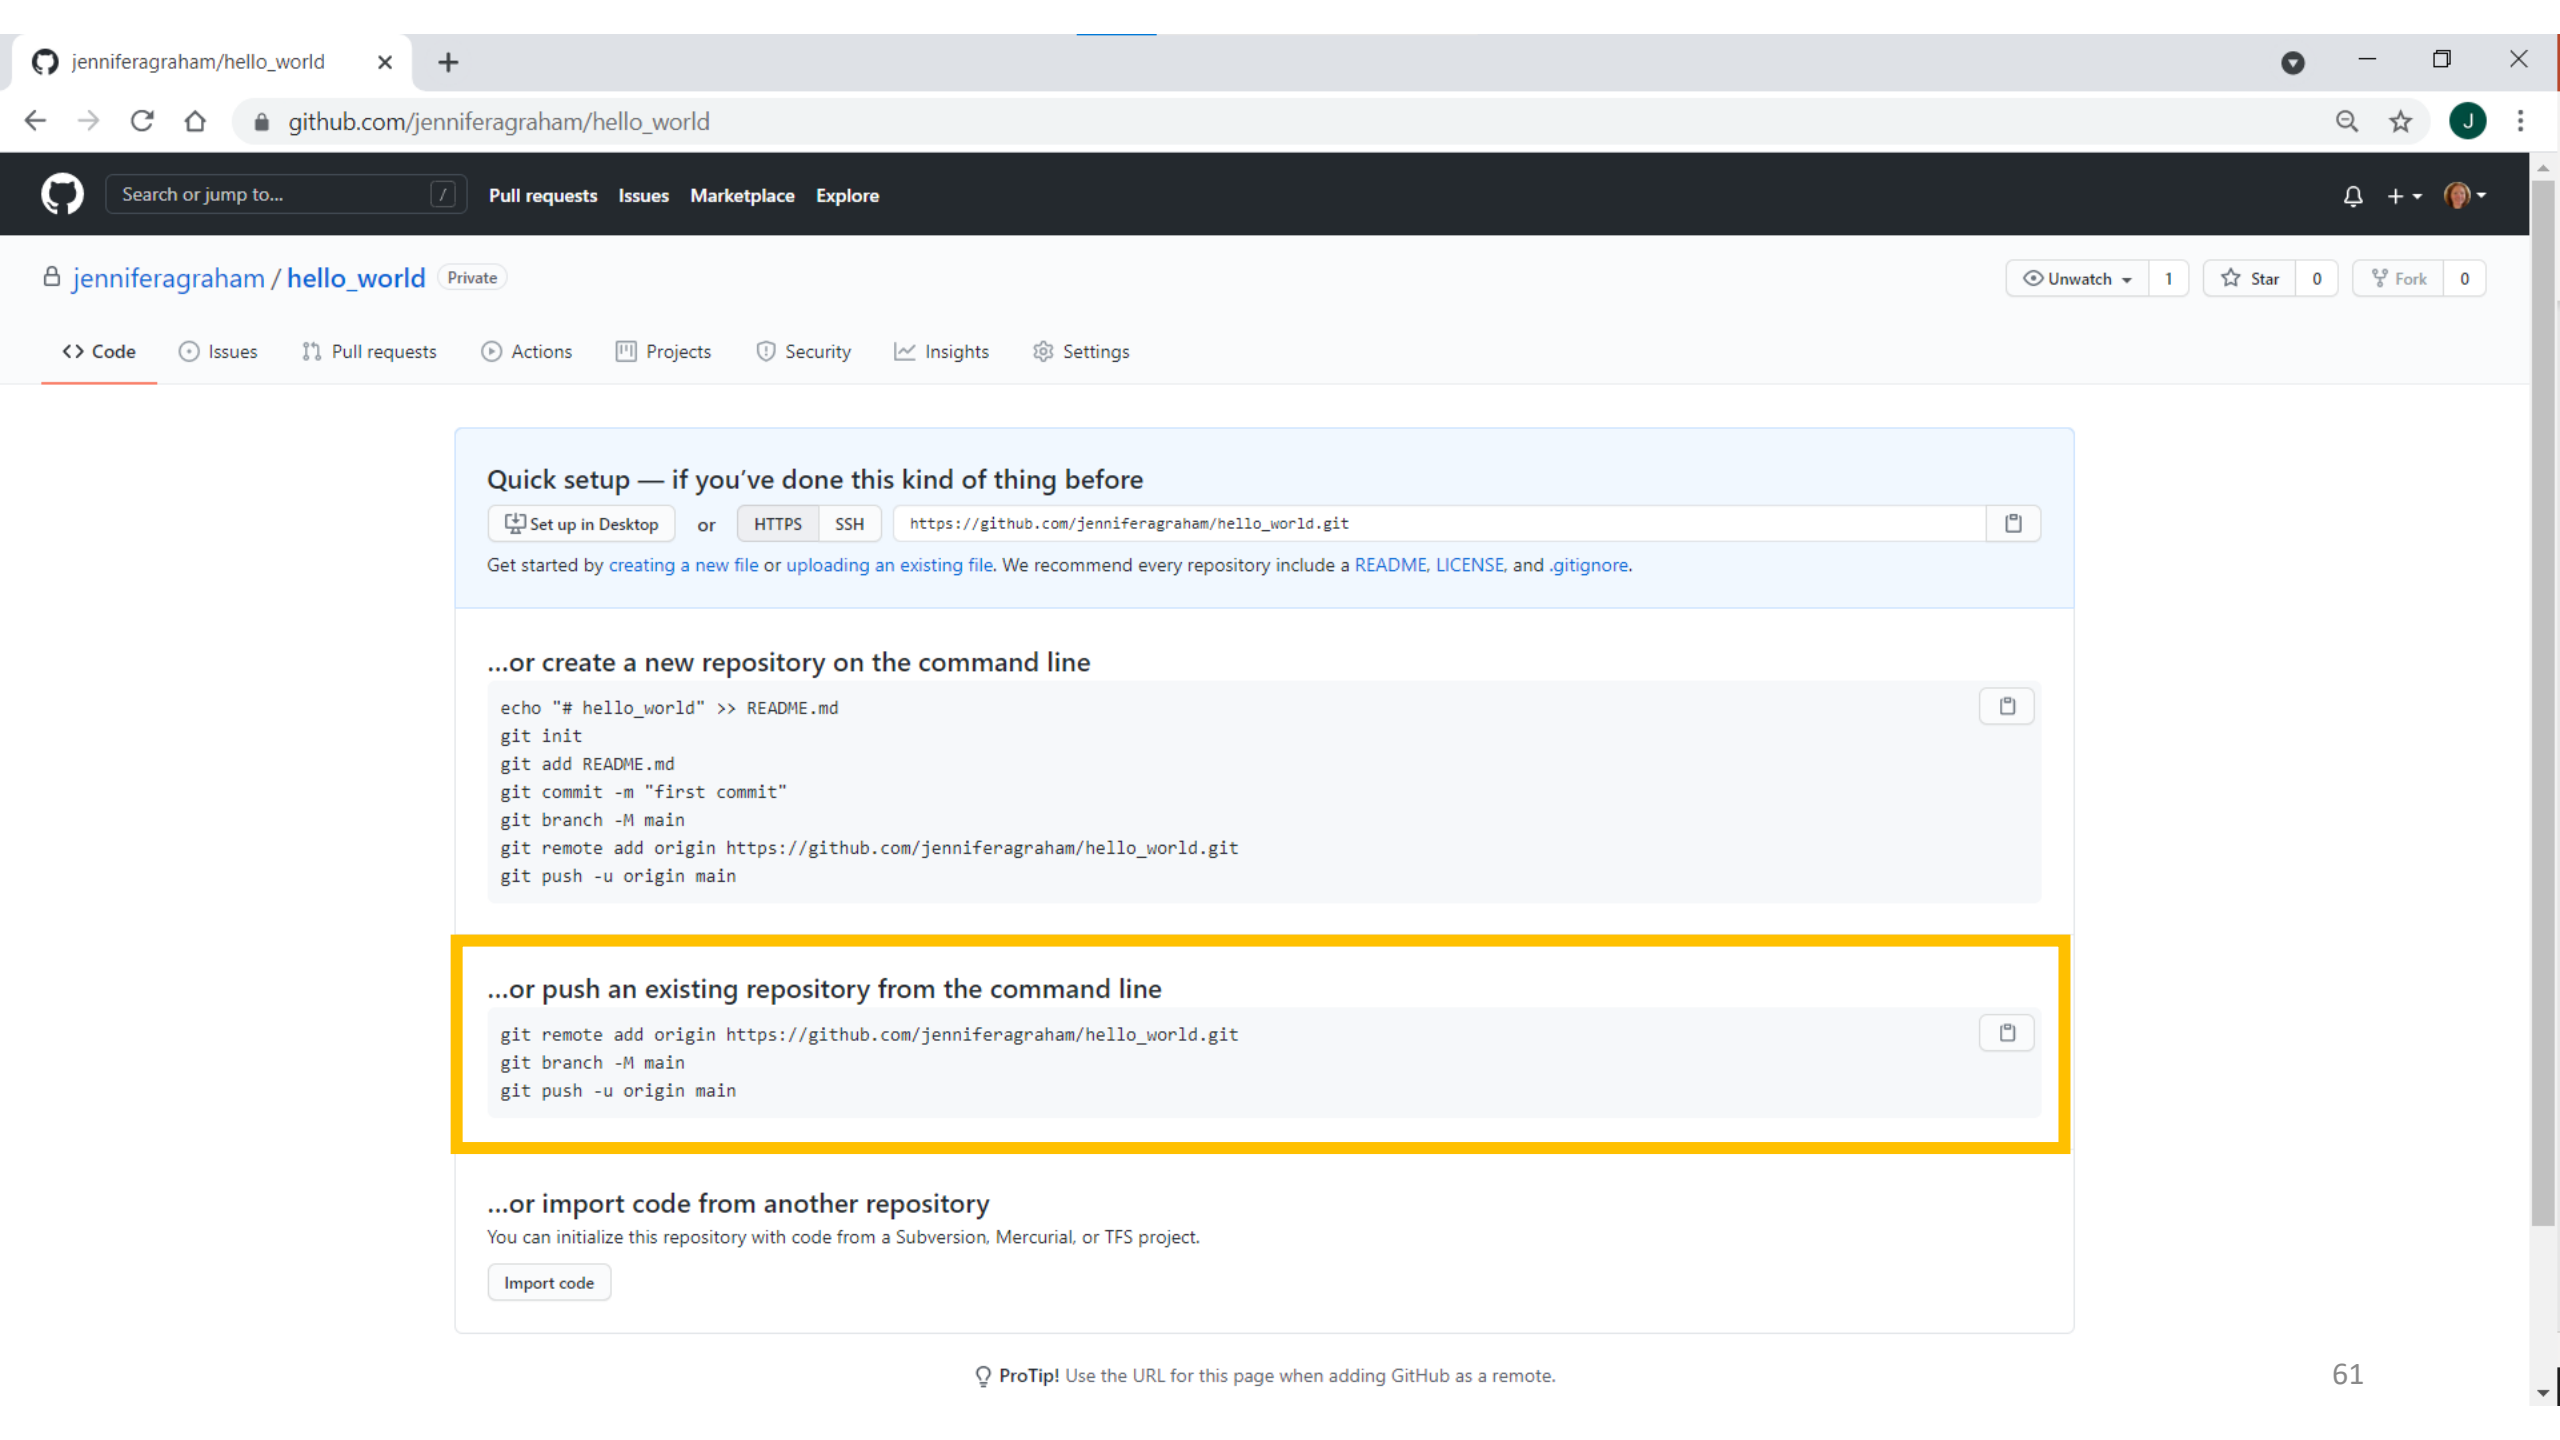 jenniferagraham/hello_world
github.com/jenniferagraham/hello_world
J
Search or jump to... / Pull requests Issues Marketplace Explore
jenniferagraham / hello_world Private Unwatch 1 Star 0 Fork 0
Code Issues Pull requests Actions Projects Security Insights Settings
Quick setup — if you’ve done this kind of thing before
Set up in Desktop or HTTPS SSH https://github.com/jenniferagraham/hello_world.git
Get started by creating a new file or uploading an existing file. We recommend every repository include a README, LICENSE, and .gitignore.
…or create a new repository on the command line
echo "# hello_world" >> README.md
git init
git add README.md
git commit -m "first commit"
git branch -M main
git remote add origin https://github.com/jenniferagraham/hello_world.git
git push -u origin main
…or push an existing repository from the command line
git remote add origin https://github.com/jenniferagraham/hello_world.git
git branch -M main
git push -u origin main
…or import code from another repository
You can initialize this repository with code from a Subversion, Mercurial, or TFS project.
Import code
ProTip! Use the URL for this page when adding GitHub as a remote.
61